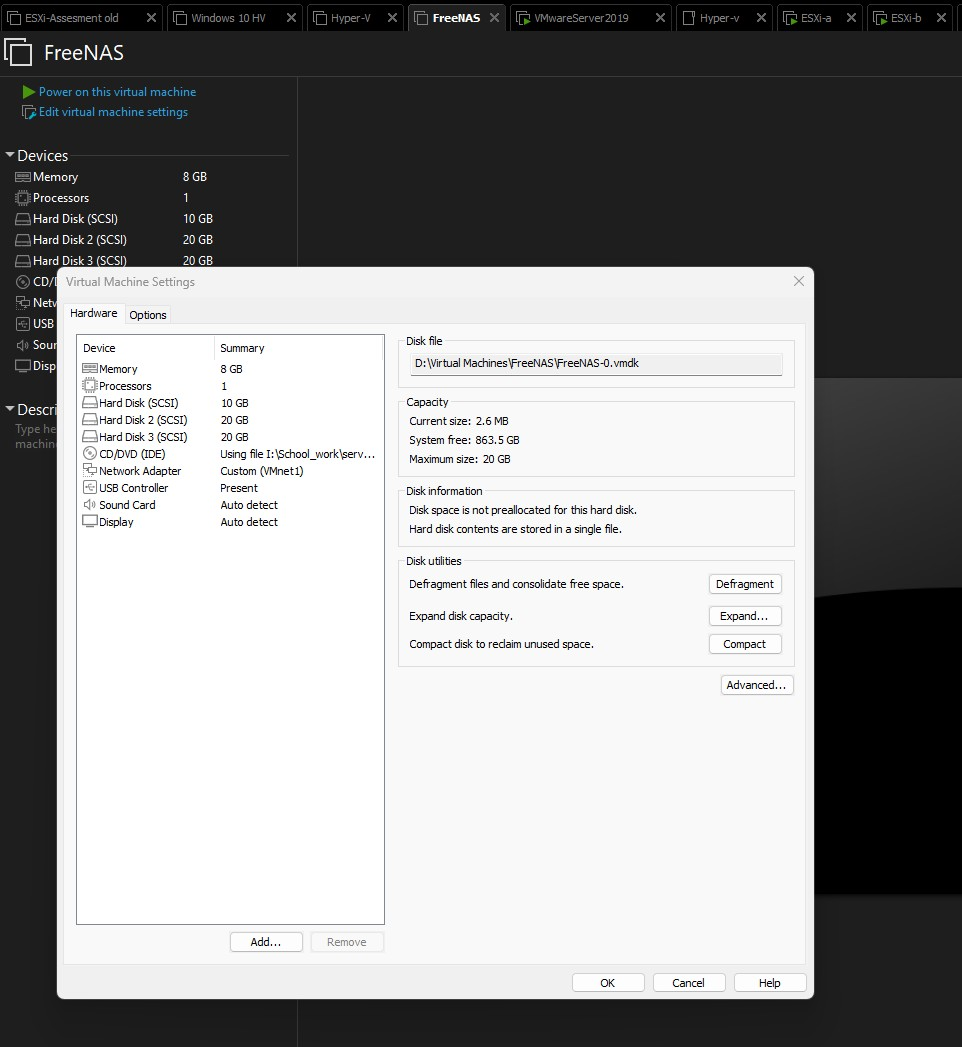 ESXi-Assesment old
Windows 10 HV
Hyper-V
FreeNAS
VMwareServer2019
Hyper-v
ESXi-a
ESXi-b
FreeNAS
Power on this virtual machine
Edit virtual machine settings
Devices
Memory 8 GB
Processors 1
Hard Disk (SCSI) 10 GB
Hard Disk 2 (SCSI) 20 GB
Hard Disk 3 (SCSI) 20 GB
CD/
Netw
USB
Soun
Disp
Descri
Type he
machin
Virtual Machine Settings
Hardware Options
Device Summary
Memory 8 GB
Processors 1
Hard Disk (SCSI) 10 GB
Hard Disk 2 (SCSI) 20 GB
Hard Disk 3 (SCSI) 20 GB
CD/DVD (IDE) Using file I:\School_work\serv...
Network Adapter Custom (VMnet1)
USB Controller Present
Sound Card Auto detect
Display Auto detect
Add... Remove
Disk file
D:\Virtual Machines\FreeNAS\FreeNAS-0.vmdk
Capacity
Current size: 2.6 MB
System free: 863.5 GB
Maximum size: 20 GB
Disk information
Disk space is not preallocated for this hard disk.
Hard disk contents are stored in a single file.
Disk utilities
Defragment files and consolidate free space. Defragment
Expand disk capacity. Expand...
Compact disk to reclaim unused space. Compact
Advanced...
OK Cancel Help